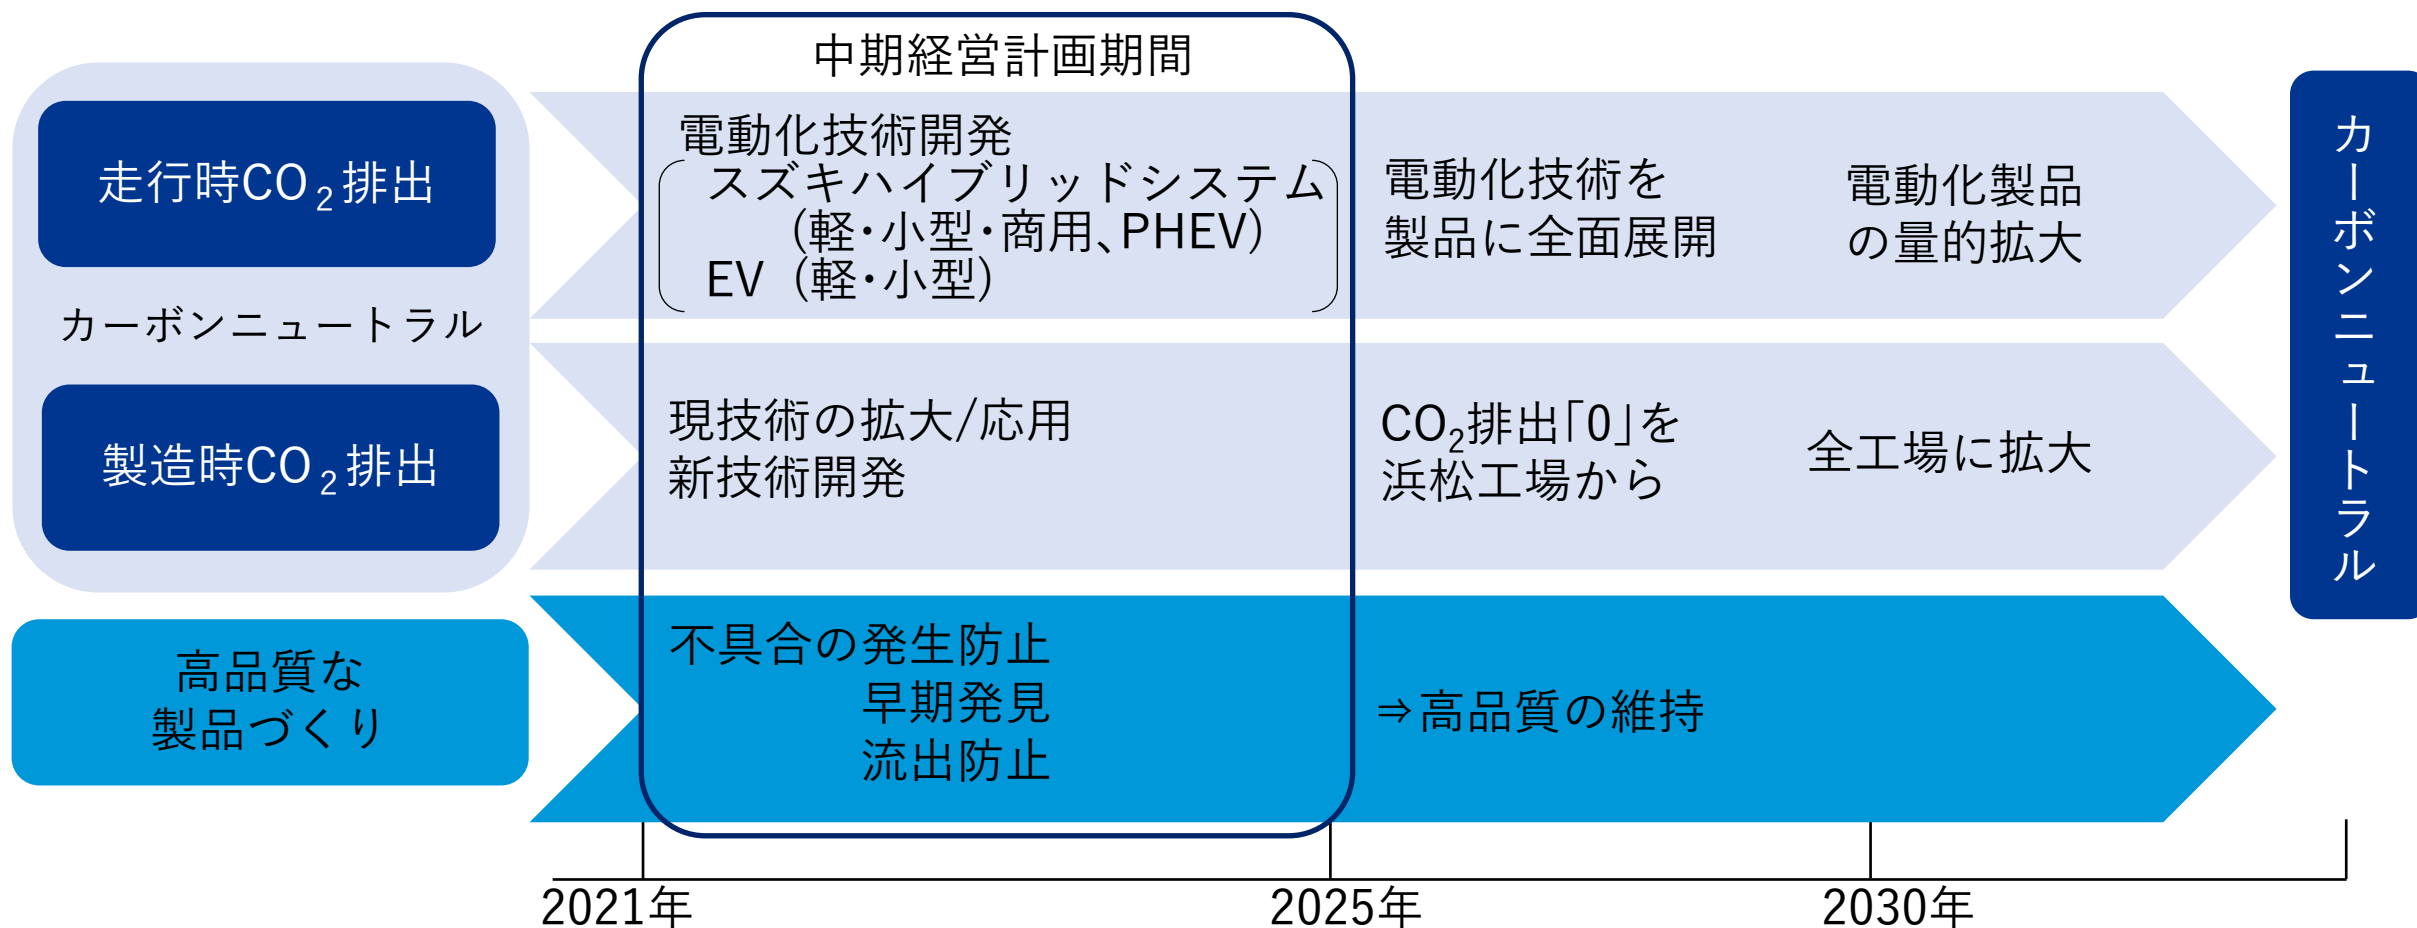 中期経営計画期間
走行時CO₂排出
カーボンニュートラル
製造時CO₂排出
高品質な
製品づくり
電動化技術開発
スズキハイブリッドシステム
(軽・小型・商用、PHEV)
EV (軽・小型)
電動化技術を
製品に全面展開
電動化製品
の量的拡大
現技術の拡大/応用
新技術開発
CO₂排出「0」を
浜松工場から
全工場に拡大
不具合の発生防止
早期発見
流出防止
⇒高品質の維持
カーボンニュートラル
2021年
2025年
2030年